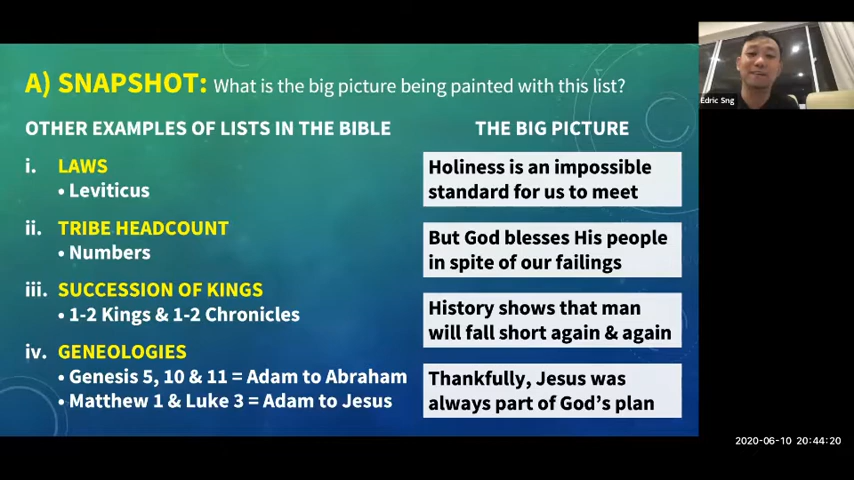 A) SNAPSHOT: What is the big picture being painted with this list?
OTHER EXAMPLES OF LISTS IN THE BIBLE
THE BIG PICTURE
i. LAWS
• Leviticus
Holiness is an impossible
standard for us to meet
ii. TRIBE HEADCOUNT
• Numbers
But God blesses His people
in spite of our failings
iii. SUCCESSION OF KINGS
• 1-2 Kings & 1-2 Chronicles
History shows that man
will fall short again & again
iv. GENEOLOGIES
• Genesis 5, 10 & 11 = Adam to Abraham
• Matthew 1 & Luke 3 = Adam to Jesus
Thankfully, Jesus was
always part of God's plan
Edric Sng
2020-06-10 20:44:20